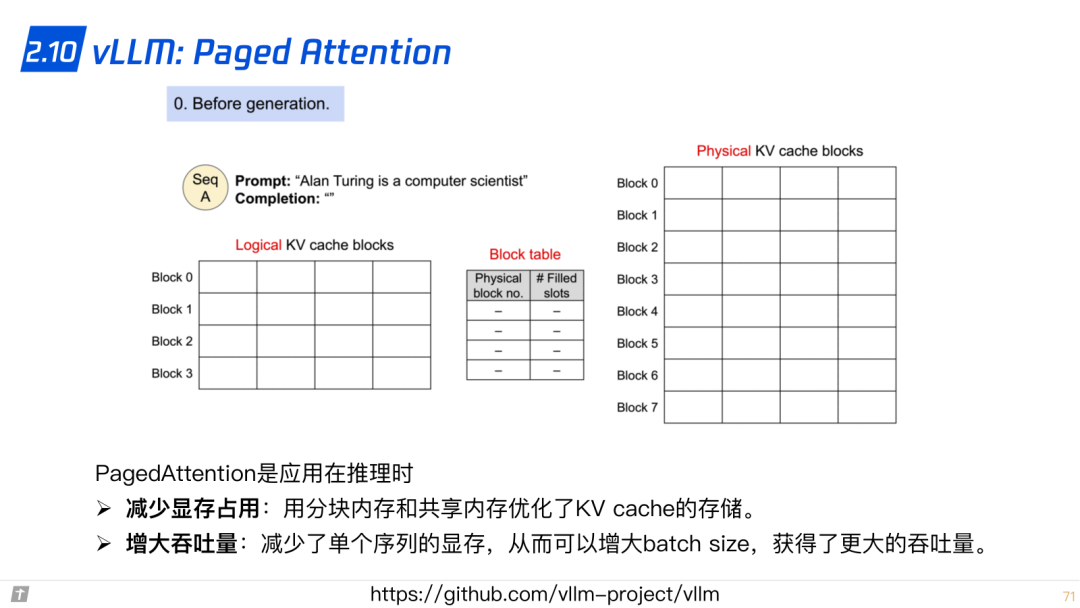 2.10 vLLM: Paged Attention
0. Before generation.
Seq
A
Prompt: “Alan Turing is a computer scientist”
Completion: “”
Logical KV cache blocks
Block 0
Block 1
Block 2
Block 3
Block table
Physical block no.
# Filled slots
– –
– –
– –
– –
Physical KV cache blocks
Block 0
Block 1
Block 2
Block 3
Block 4
Block 5
Block 6
Block 7
PagedAttention是应用在推理时
➢ 减少显存占用：用分块内存和共享内存优化了KV cache的存储。
➢ 增大吞吐量：减少了单个序列的显存，从而可以增大batch size，获得了更大的吞吐量。
https://github.com/vllm-project/vllm
71